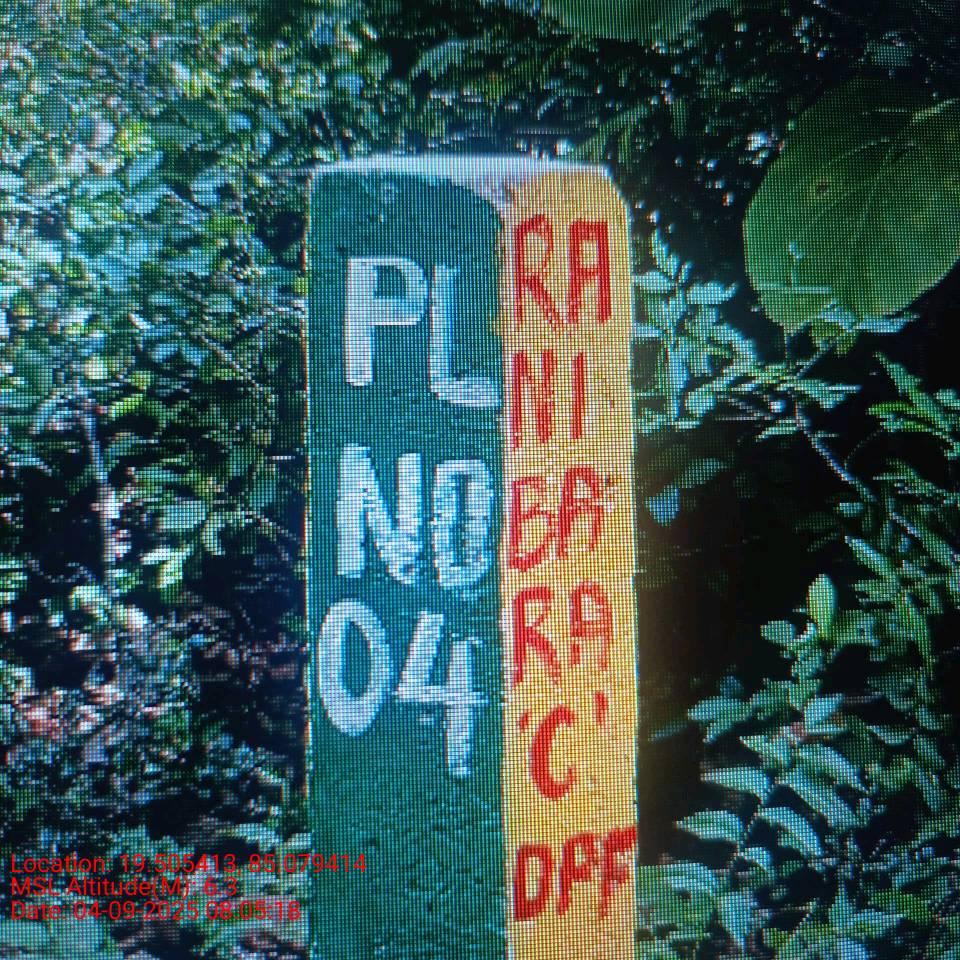 PL
NO
04
RA
NI
BA
RA
'C'
DPF
Location: 19.505413, 85.079414
MSL Altitude(M): 6.3
Date: 04-09-2025 08:05:18